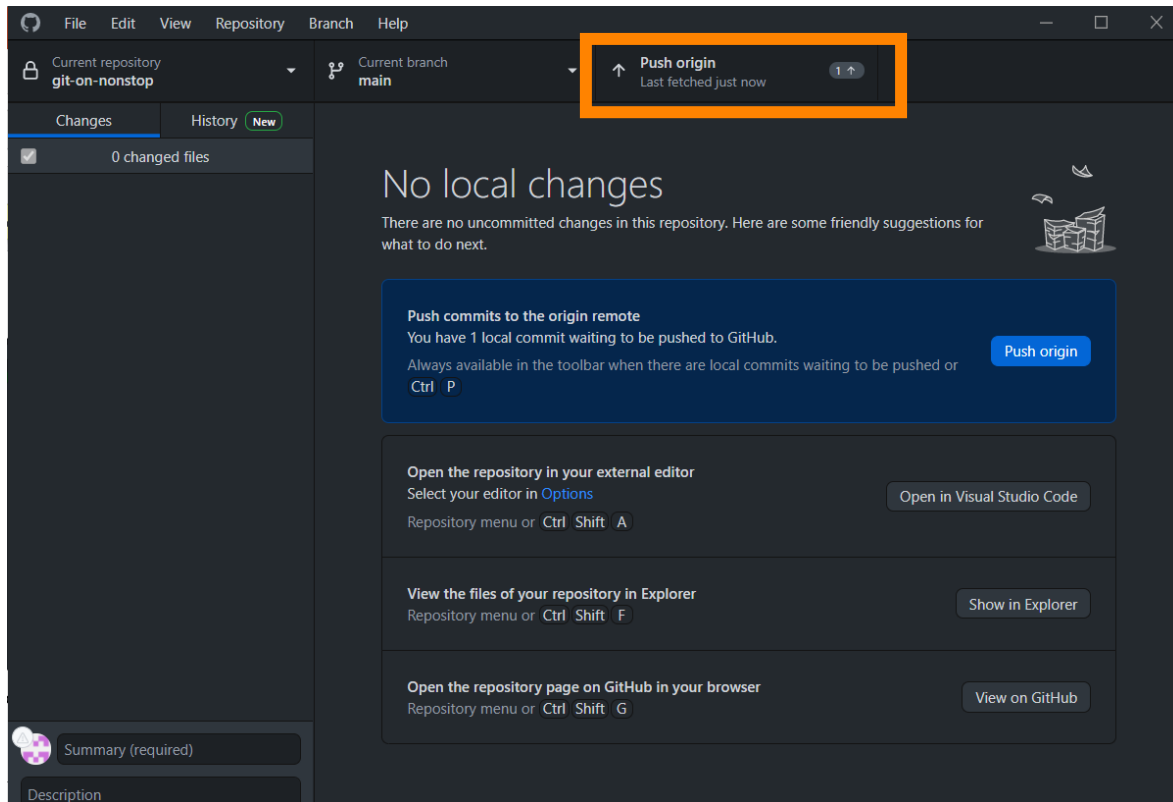 File Edit View Repository Branch Help
Current repository
git-on-nonstop
Current branch
main
Push origin
Last fetched just now
1 ↑
Changes
History New
0 changed files
No local changes
There are no uncommitted changes in this repository. Here are some friendly suggestions for
what to do next.
Push commits to the origin remote
You have 1 local commit waiting to be pushed to GitHub.
Always available in the toolbar when there are local commits waiting to be pushed or
Ctrl P
Push origin
Open the repository in your external editor
Select your editor in Options
Repository menu or Ctrl Shift A
Open in Visual Studio Code
View the files of your repository in Explorer
Repository menu or Ctrl Shift F
Show in Explorer
Open the repository page on GitHub in your browser
Repository menu or Ctrl Shift G
View on GitHub
Summary (required)
Description